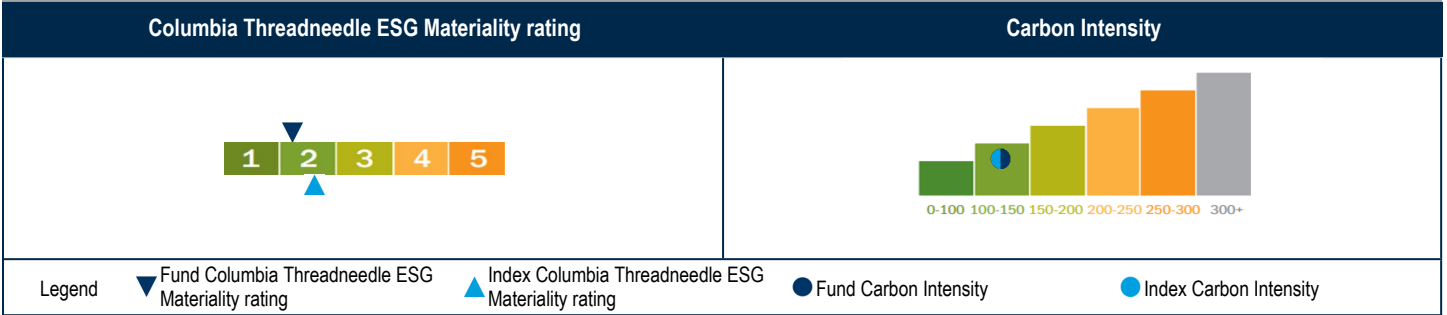 Columbia Threadneedle ESG Materiality rating
Carbon Intensity
1 2 3 4 5
0-100 100-150 150-200 200-250 250-300 300+
Legend
Fund Columbia Threadneedle ESG
Materiality rating
Index Columbia Threadneedle ESG
Materiality rating
Fund Carbon Intensity
Index Carbon Intensity